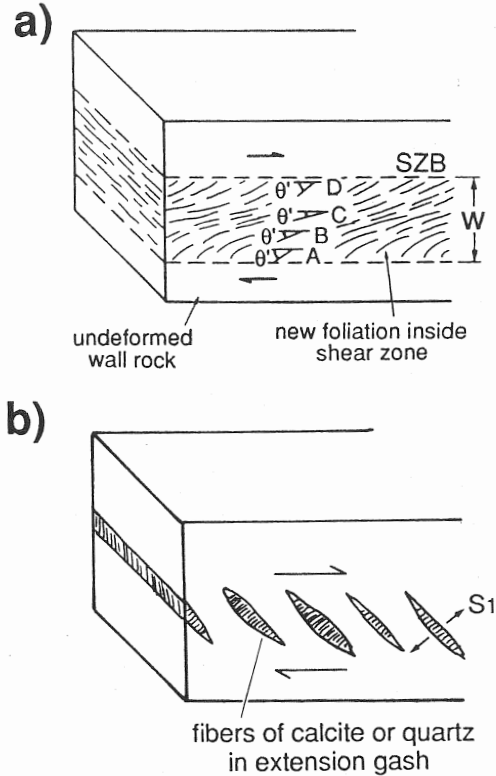 a)
SZB
θ' D
θ' C
W
θ' B
θ' A
undeformed
wall rock
new foliation inside
shear zone
b)
S1
fibers of calcite or quartz
in extension gash